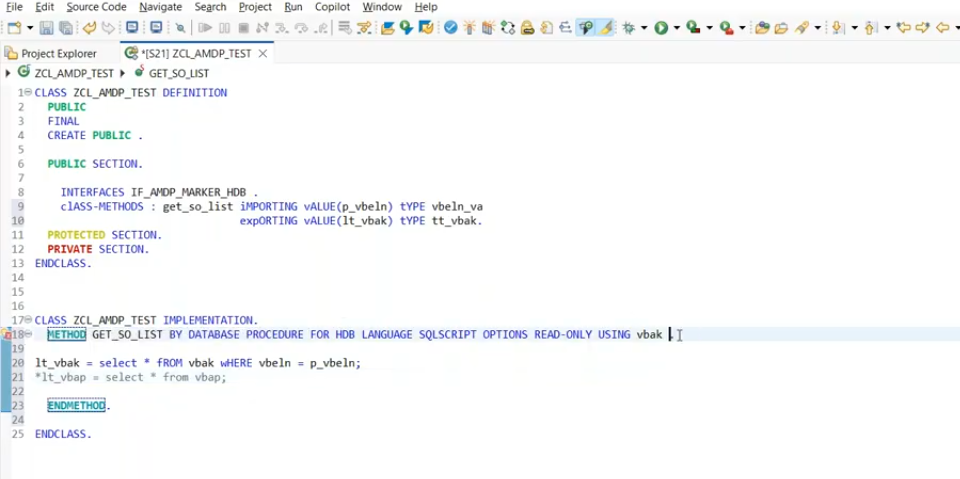 File Edit Source Code Navigate Search Project Run Copilot Window Help
Project Explorer *[S21] ZCL_AMDP_TEST
ZCL_AMDP_TEST GET_SO_LIST
1 CLASS ZCL_AMDP_TEST DEFINITION
2 PUBLIC
3 FINAL
4 CREATE PUBLIC .
5
6 PUBLIC SECTION.
7
8 INTERFACES IF_AMDP_MARKER_HDB .
9 clASS-METHODS : get_so_list iMPORTING vALUE(p_vbeln) tYPE vbeln_va
10 expORTING vALUE(lt_vbak) tYPE tt_vbak.
11 PROTECTED SECTION.
12 PRIVATE SECTION.
13 ENDCLASS.
14
15
16
17 CLASS ZCL_AMDP_TEST IMPLEMENTATION.
18 METHOD GET_SO_LIST BY DATABASE PROCEDURE FOR HDB LANGUAGE SQLSCRIPT OPTIONS READ-ONLY USING vbak .
19
20 lt_vbak = select * fROM vbak wHERE vbeln = p_vbeln;
21 *lt_vbap = select * from vbap;
22
23 ENDMETHOD.
24
25 ENDCLASS.